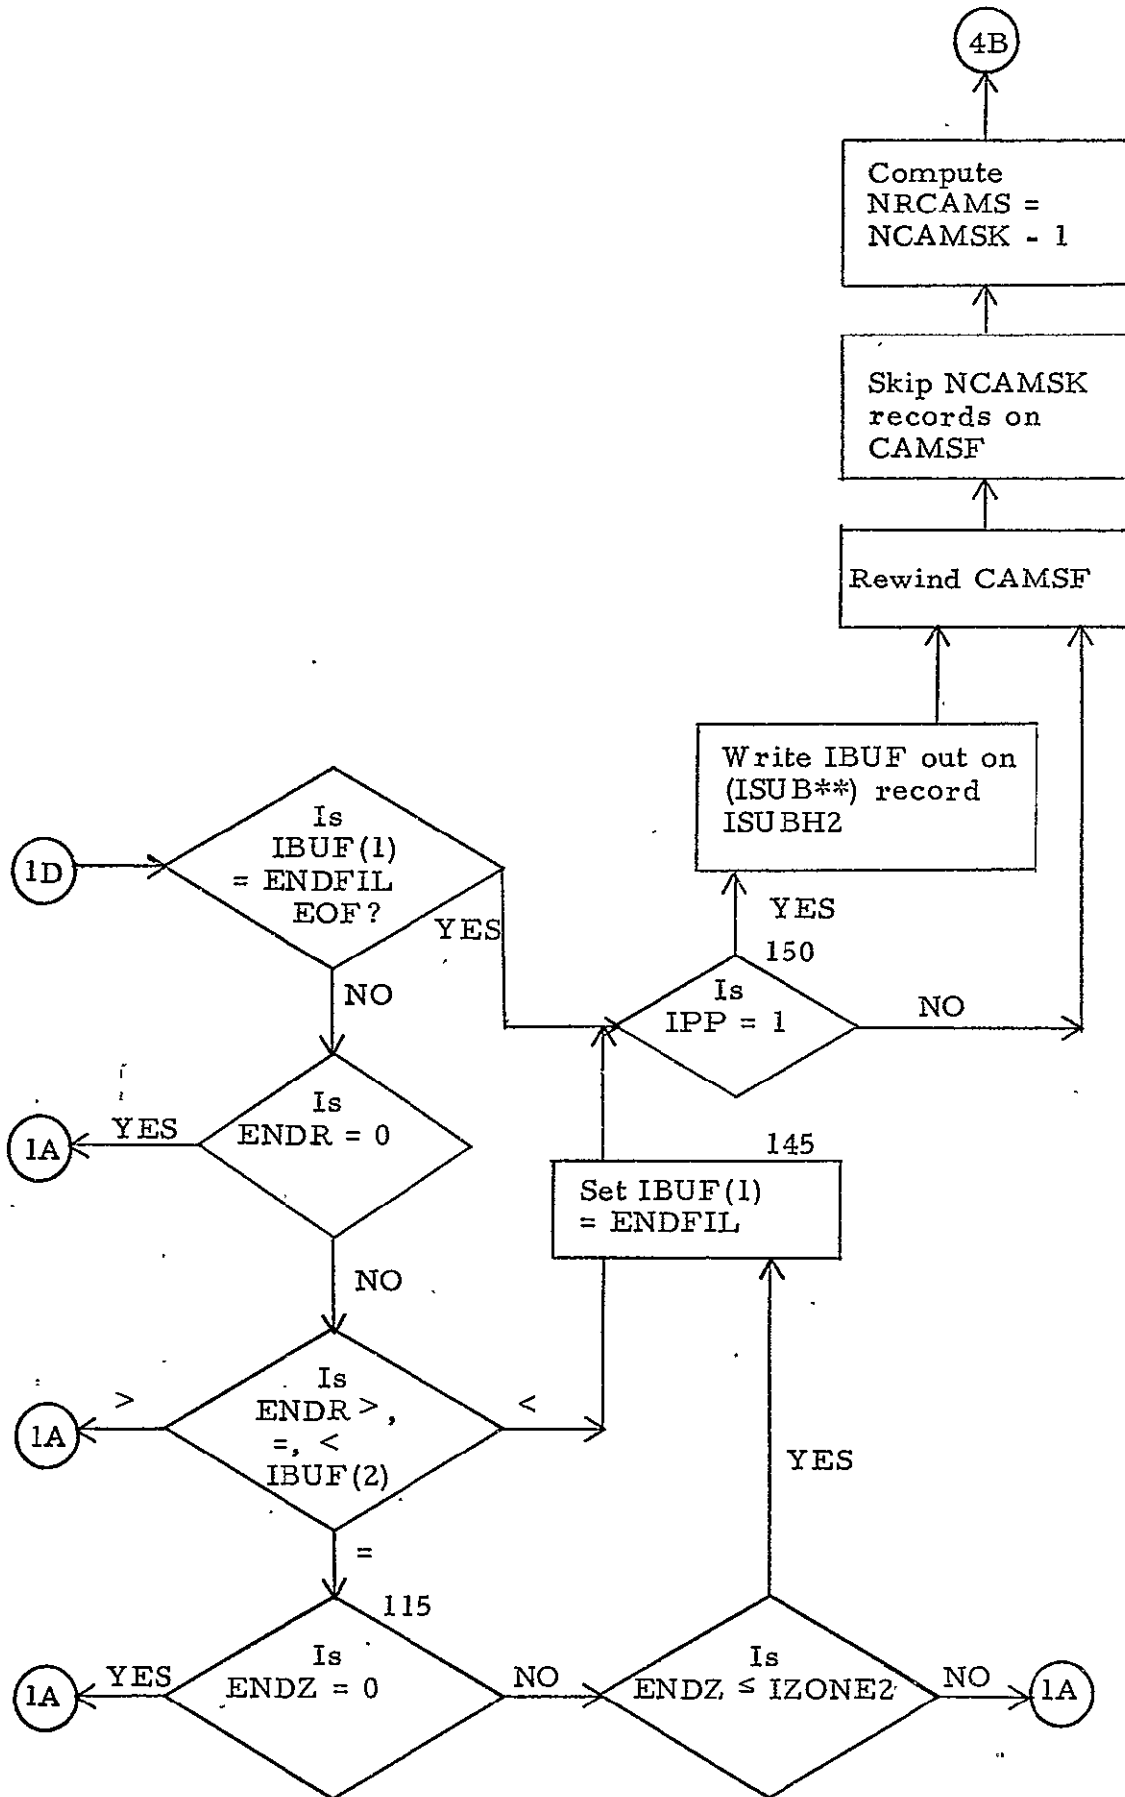 4B
Compute
NRCAMS =
NCAMSK - 1
Skip NCAMSK
records on
CAMSF
Rewind CAMSF
Write IBUF out on
(ISUB**) record
ISUBH2
YES
150
Is
IPP = 1
NO
1D
Is
IBUF(1)
= ENDFIL
EOF?
YES
NO
Is
ENDR = 0
YES
1A
NO
145
Set IBUF(1)
= ENDFIL
Is
ENDR >,
=, <
IBUF(2)
>
1A
<
=
YES
115
Is
ENDZ = 0
YES
1A
NO
Is
ENDZ ≤ IZONE2
NO
1A